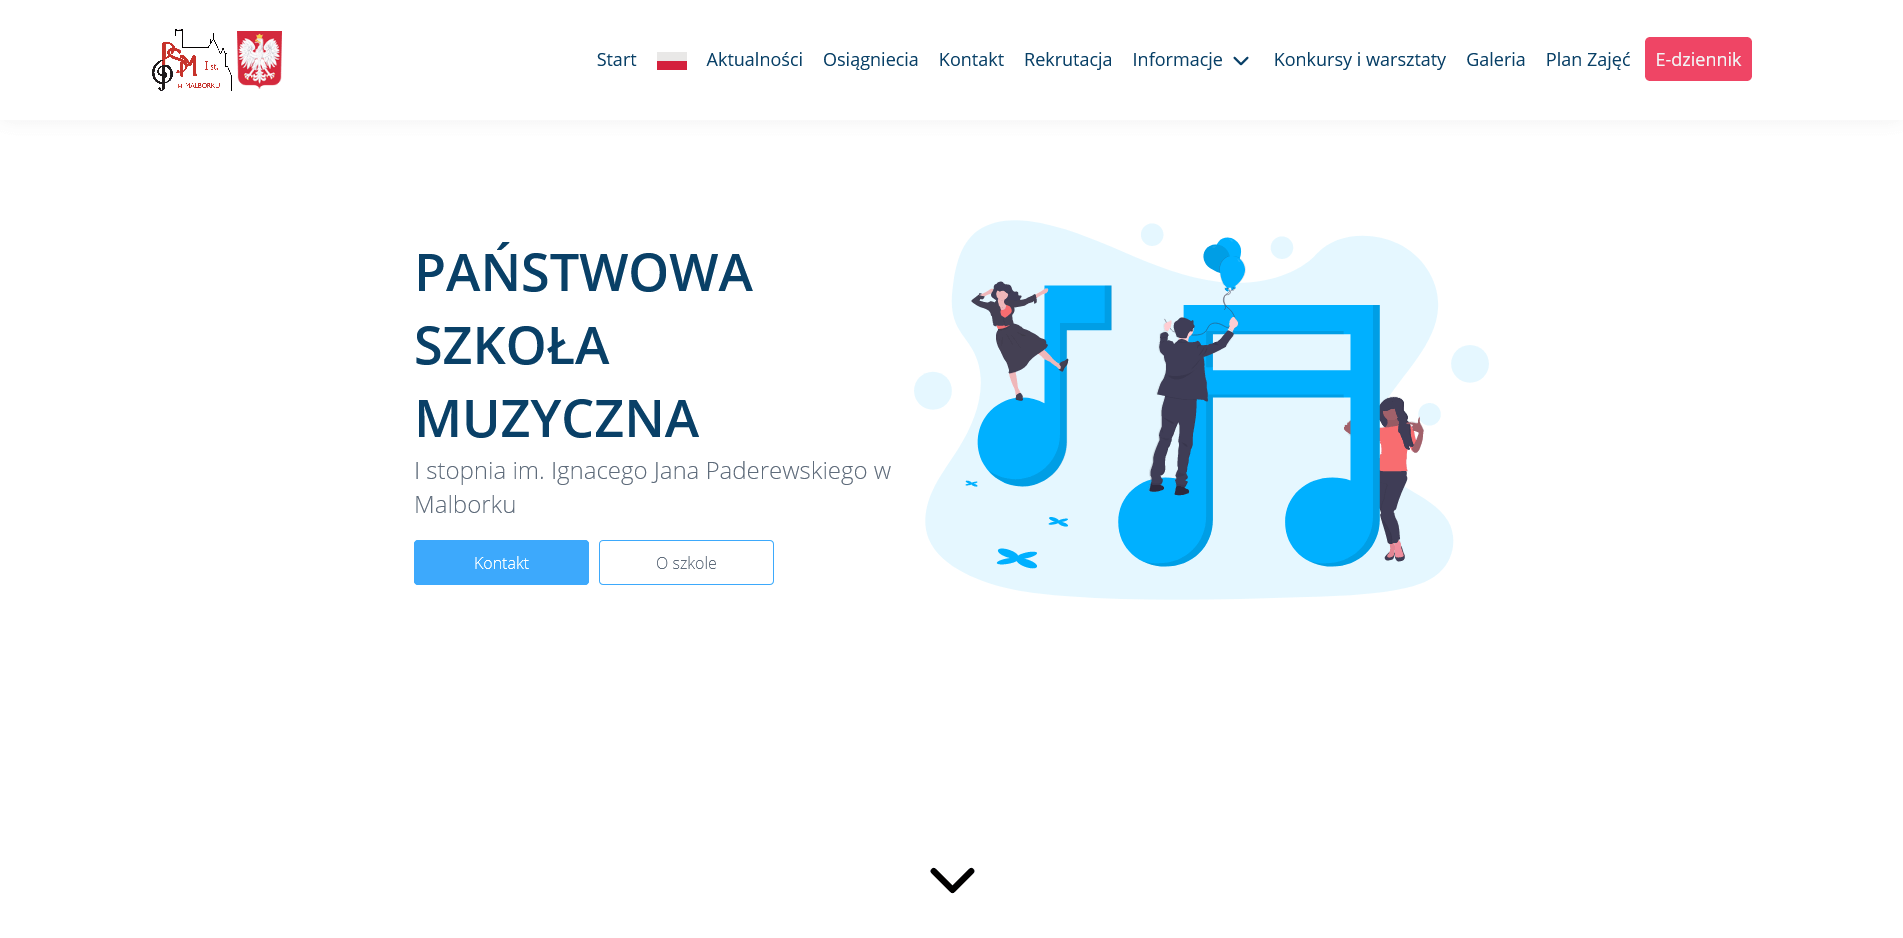 PSM
I st.
w MALBORKU
Start Aktualności Osiągniecia Kontakt Rekrutacja Informacje Konkursy i warsztaty Galeria Plan Zajęć E-dziennik
PAŃSTWOWA
SZKOŁA
MUZYCZNA
I stopnia im. Ignacego Jana Paderewskiego w
Malborku
Kontakt O szkole